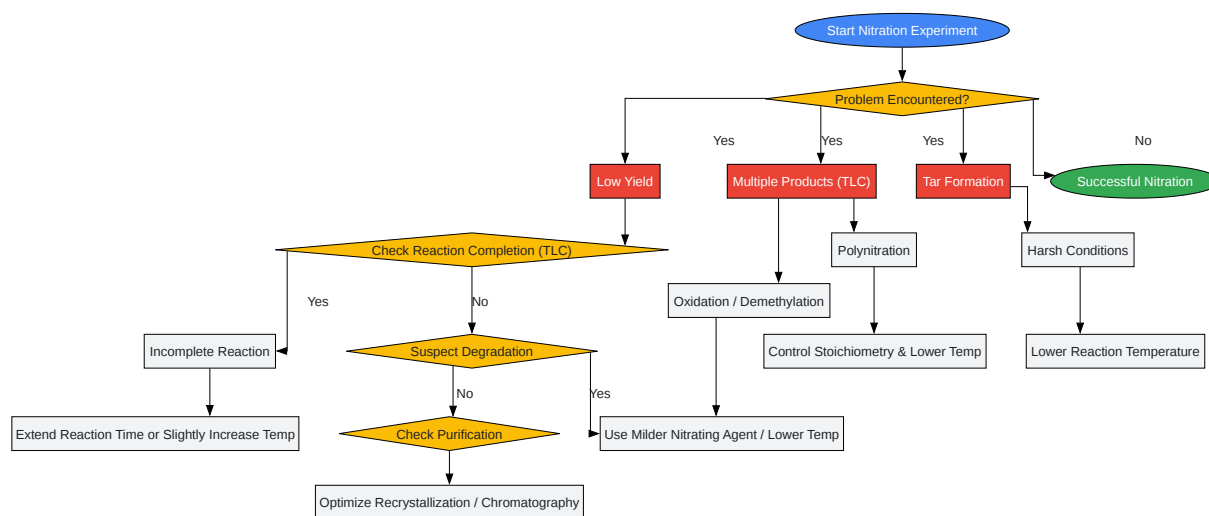 Start Nitration Experiment
Problem Encountered?
Yes
Yes
Yes
No
Low Yield
Multiple Products (TLC)
Tar Formation
Successful Nitration
Check Reaction Completion (TLC)
Polynitration
Harsh Conditions
Yes
No
Oxidation / Demethylation
Incomplete Reaction
Suspect Degradation
Control Stoichiometry & Lower Temp
Lower Reaction Temperature
No
Yes
Extend Reaction Time or Slightly Increase Temp
Check Purification
Use Milder Nitrating Agent / Lower Temp
Optimize Recrystallization / Chromatography